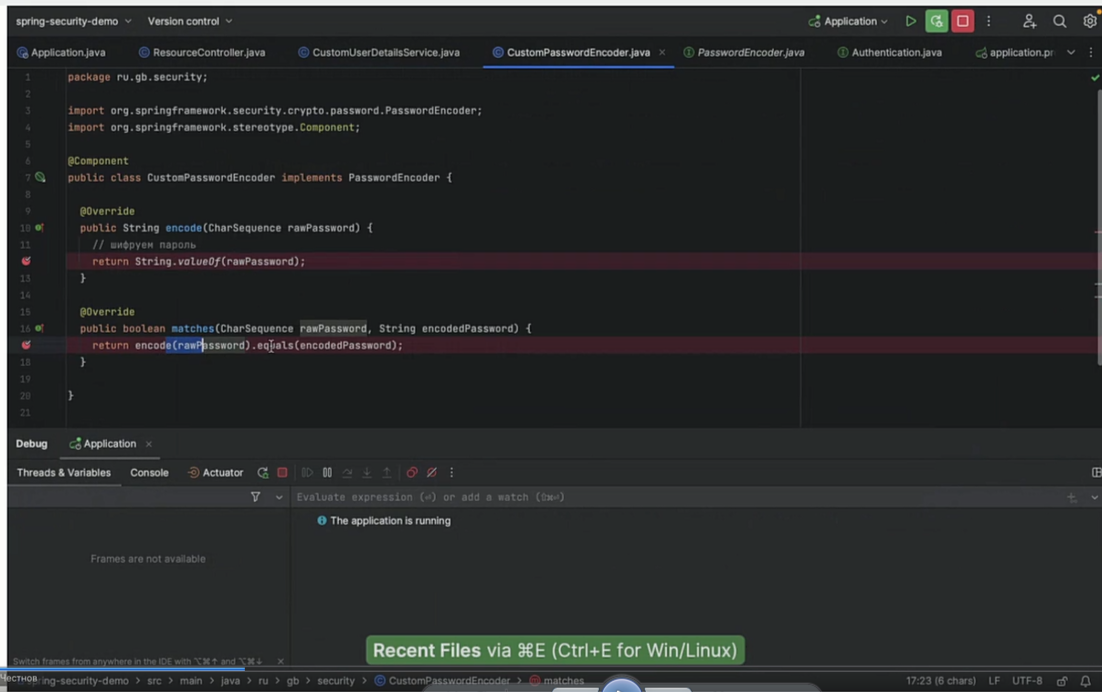 spring-security-demo Version control Application
Application.java ResourceController.java CustomUserDetailsService.java CustomPasswordEncoder.java PasswordEncoder.java Authentication.java application.pr
1 package ru.gb.security;
2
3 import org.springframework.security.crypto.password.PasswordEncoder;
4 import org.springframework.stereotype.Component;
5
6 @Component
7 public class CustomPasswordEncoder implements PasswordEncoder {
8
9 @Override
10 public String encode(CharSequence rawPassword) {
11 // шифруем пароль
return String.valueOf(rawPassword);
13 }
14
15 @Override
16 public boolean matches(CharSequence rawPassword, String encodedPassword) {
return encode(rawPassword).equals(encodedPassword);
18 }
19
20 }
21
Debug Application
Threads & Variables Console Actuator
Evaluate expression (⏎) or add a watch (⇧⌘⏎)
The application is running
Frames are not available
Recent Files via ⌘E (Ctrl+E for Win/Linux)
Switch frames from anywhere in the IDE with ⌥⌘↑ and ⌥⌘↓
Честнов
spring-security-demo > src > main > java > ru > gb > security > CustomPasswordEncoder > matches 17:23 (6 chars) LF UTF-8